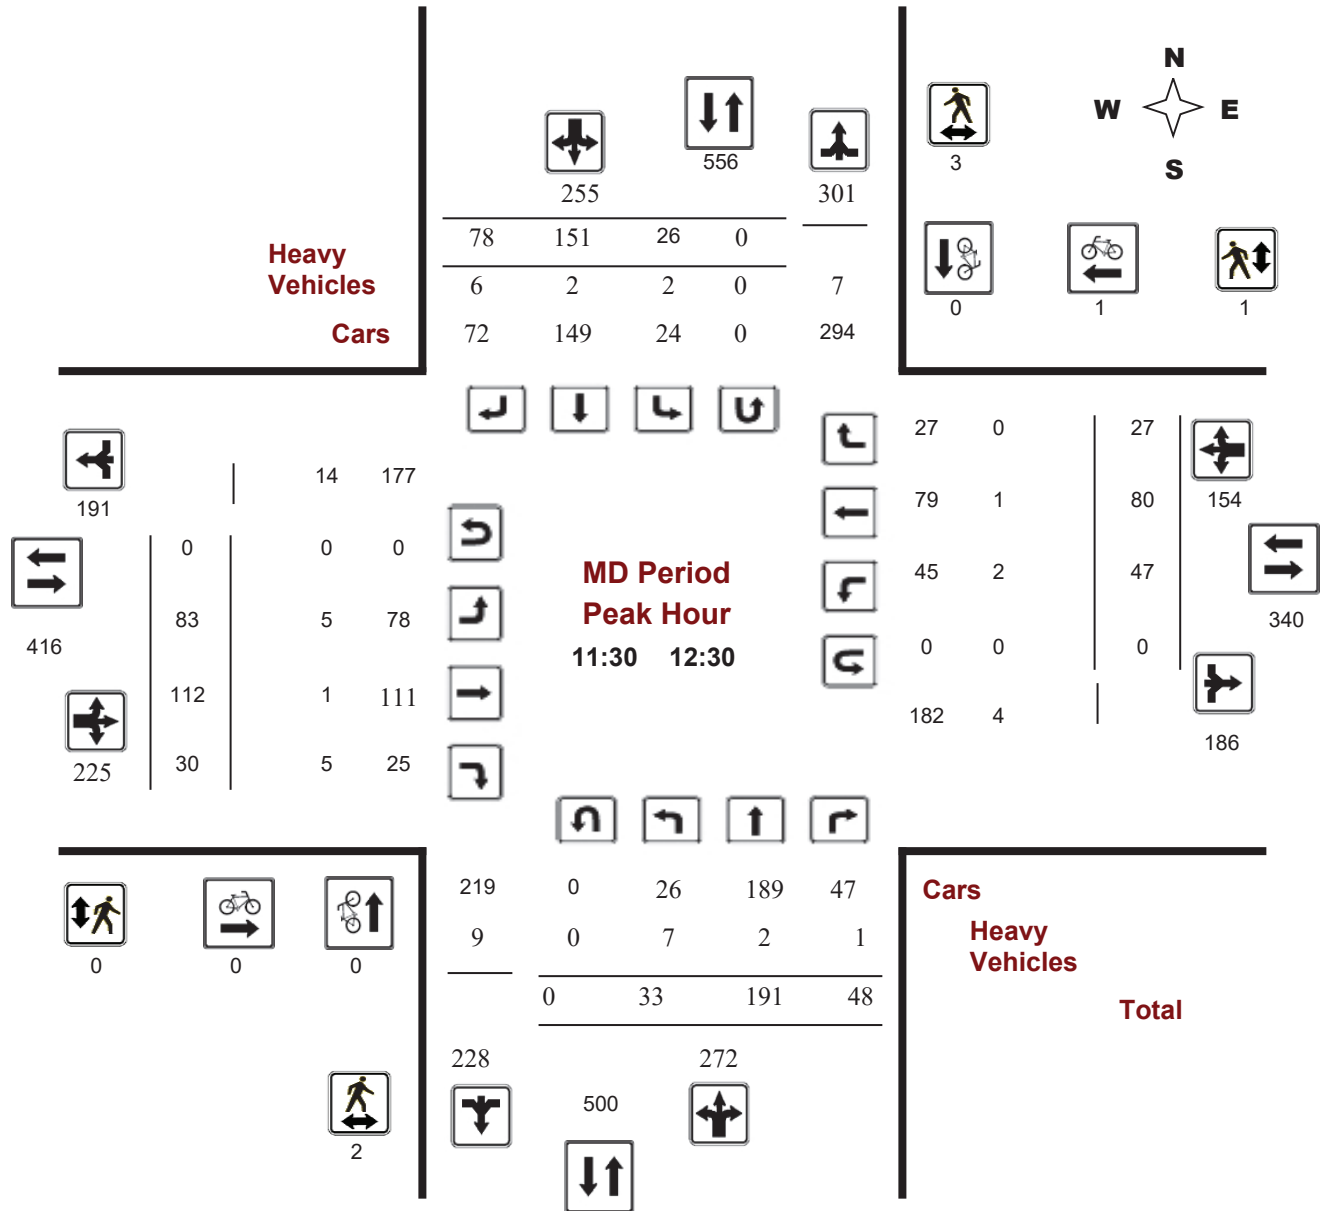 N
W E
S
556
3
255 301
78 151 26 0
Heavy
Vehicles 6 2 2 0 7
Cars 72 149 24 0 294
0 1 1
27 0 27
14 177
191
79 1 80 154
0 0 0
MD Period
45 2 47
83 5 78 Peak Hour
340
416 11:30 12:30 0 0 0
112 1 111
182 4
186
225 30 5 25
219 0 26 189 47 Cars
9 0 7 2 1 Heavy
Vehicles
0 0 0
0 33 191 48 Total
228 272
500
2